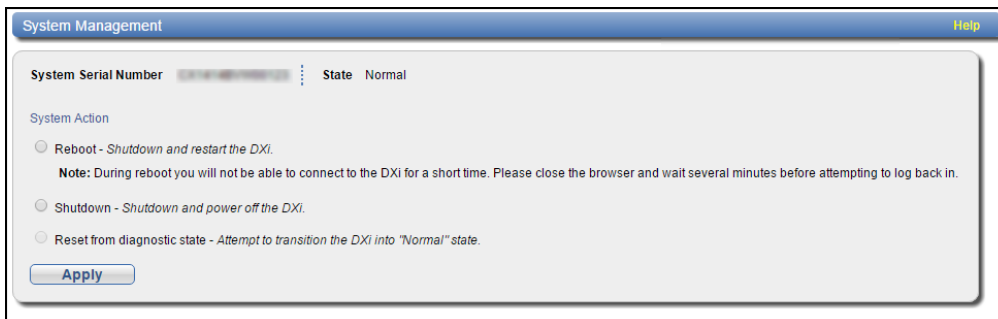 System Management Help
System Serial Number State Normal
System Action
Reboot - Shutdown and restart the DXi.
Note: During reboot you will not be able to connect to the DXi for a short time. Please close the browser and wait several minutes before attempting to log back in.
Shutdown - Shutdown and power off the DXi.
Reset from diagnostic state - Attempt to transition the DXi into "Normal" state.
Apply